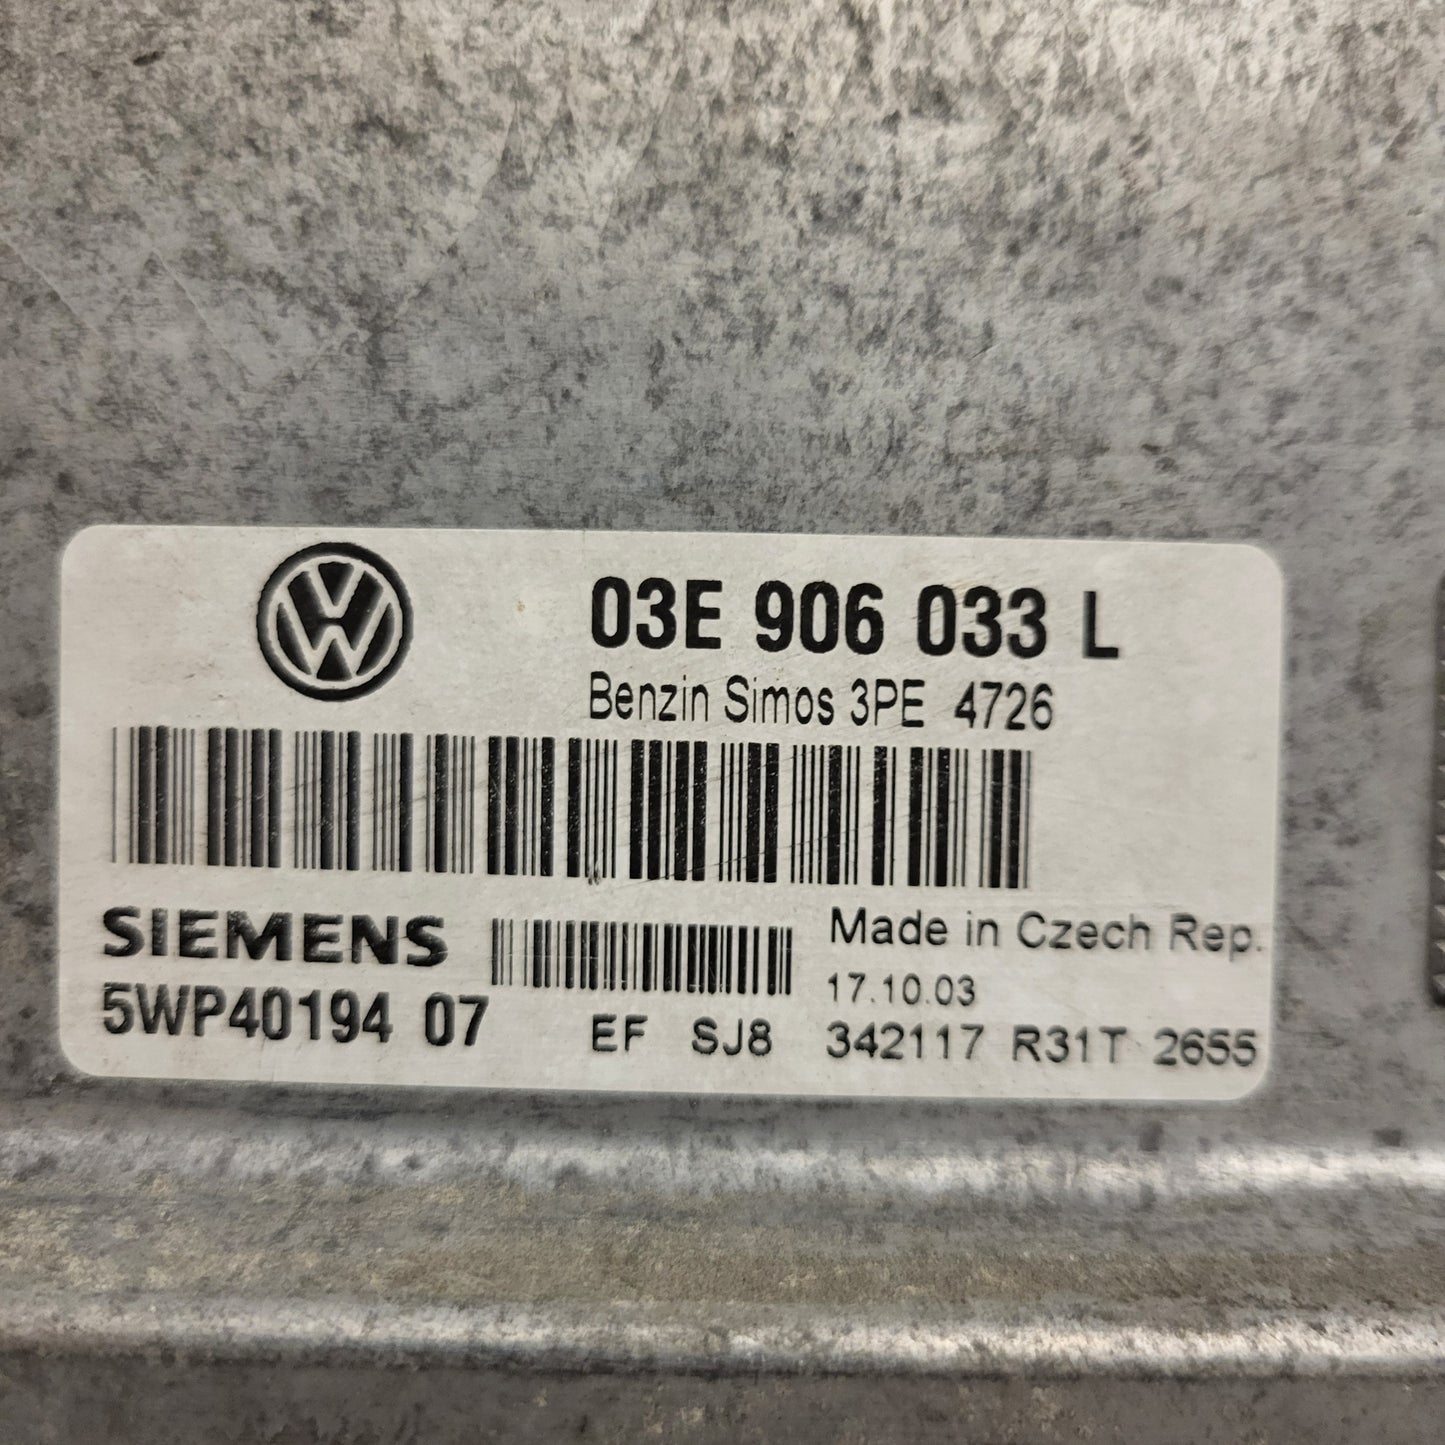 03E 906 033 L
Benzin Simos 3PE 4726
SIEMENS
Made in Czech Rep.
17.10.03
5WP40194 07
EF SJ8 342117 R31T 2655